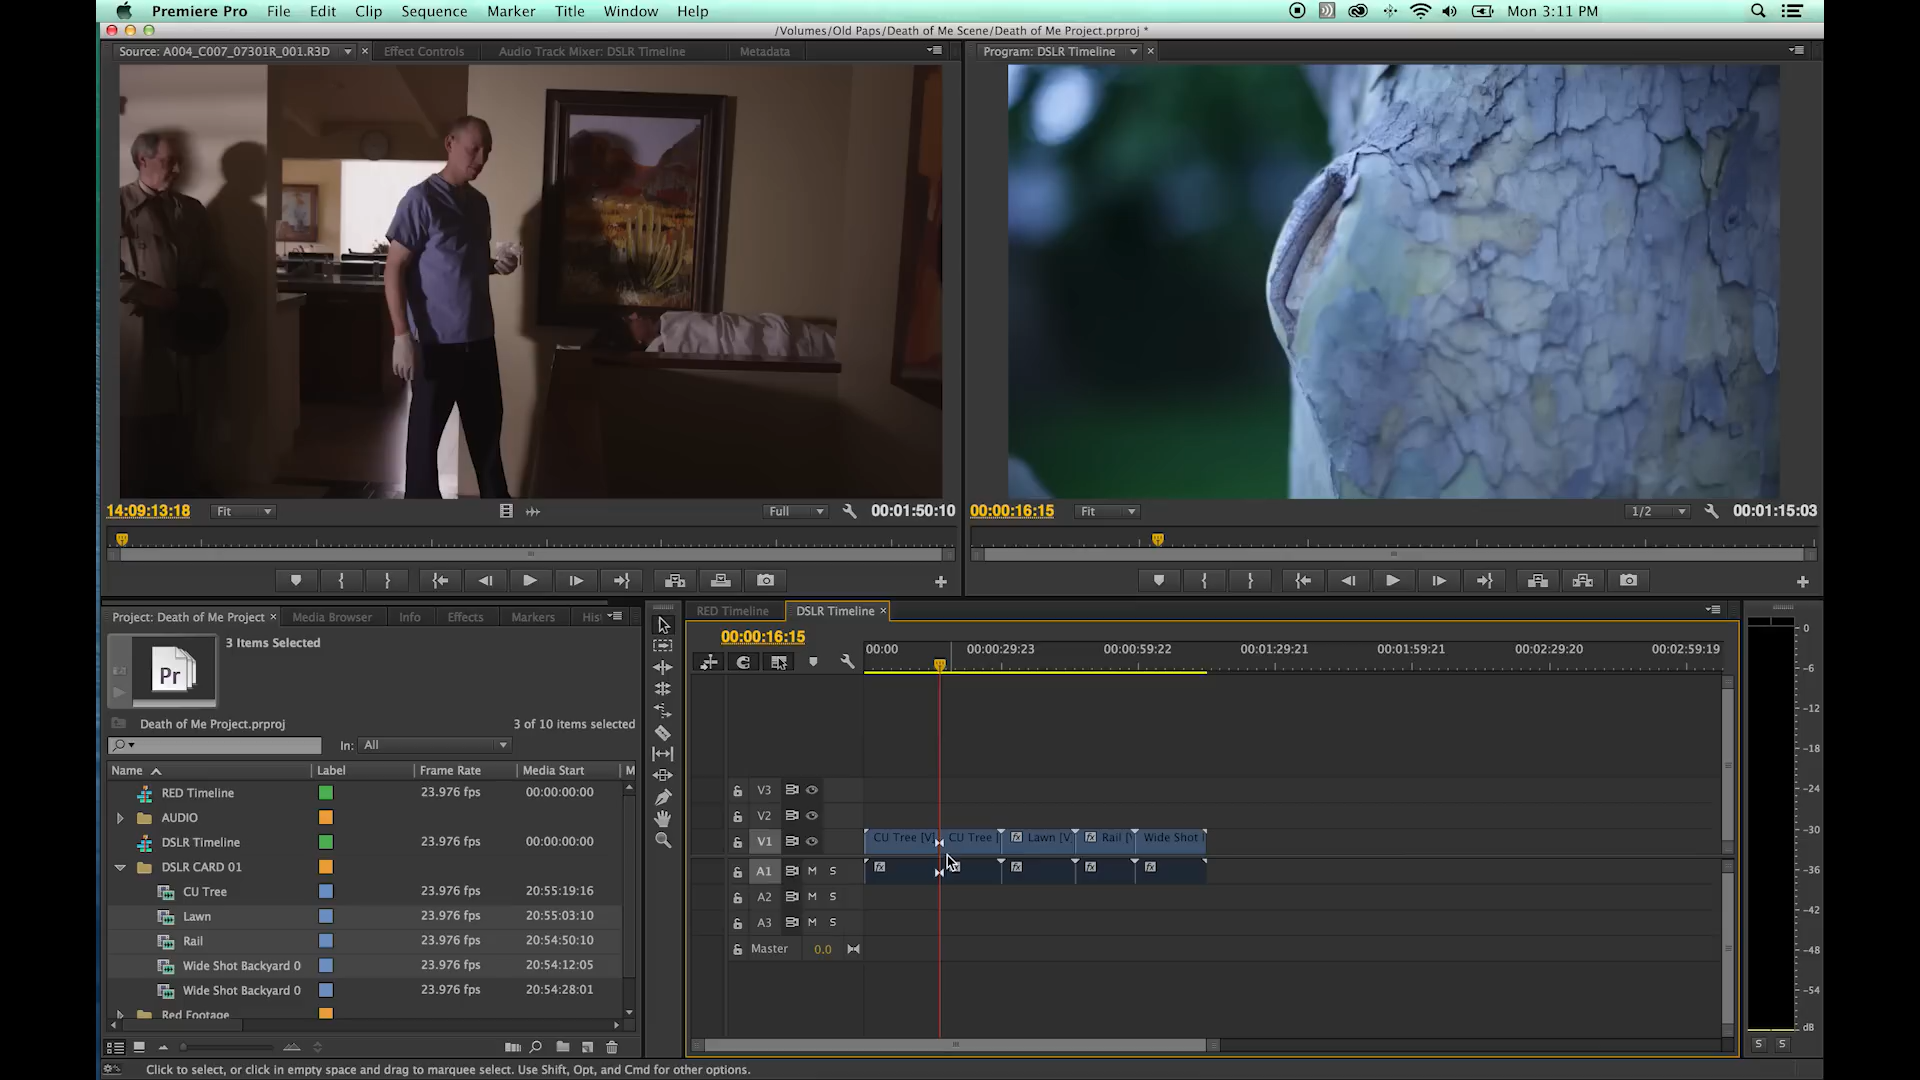 Premiere Pro File Edit Clip Sequence Marker Title Window Help Mon 3:11 PM
/Volumes/Old Paps/Death of Me Scene/Death of Me Project.prproj *
Source: A004_C007_07301R_001.R3D Effect Controls Audio Track Mixer: DSLR Timeline Metadata
Program: DSLR Timeline
14:09:13:18 Fit Full 00:01:50:10
00:00:16:15 Fit 1/2 00:01:15:03
Project: Death of Me Project Media Browser Info Effects Markers His
3 Items Selected
Pr
Death of Me Project.prproj 3 of 10 items selected
In: All
Name Label Frame Rate Media Start M
RED Timeline 23.976 fps 00:00:00:00
AUDIO
DSLR Timeline 23.976 fps 00:00:00:00
DSLR CARD 01
CU Tree 23.976 fps 20:55:19:16
Lawn 23.976 fps 20:55:03:10
Rail 23.976 fps 20:54:50:10
Wide Shot Backyard 0 23.976 fps 20:54:12:05
Wide Shot Backyard 0 23.976 fps 20:54:28:01
Red Footage
RED Timeline DSLR Timeline
00:00:16:15
00:00 00:00:29:23 00:00:59:22 00:01:29:21 00:01:59:21 00:02:29:20 00:02:59:19
V3
V2
V1 CU Tree [V] CU Tree [ fx Lawn [V fx Rail [V Wide Shot
A1 M S fx fx fx fx
A2 M S
A3 M S
Master 0.0
0
-6
-12
-18
-24
-30
-36
-42
-48
-54
dB
S S
Click to select, or click in empty space and drag to marquee select. Use Shift, Opt, and Cmd for other options.